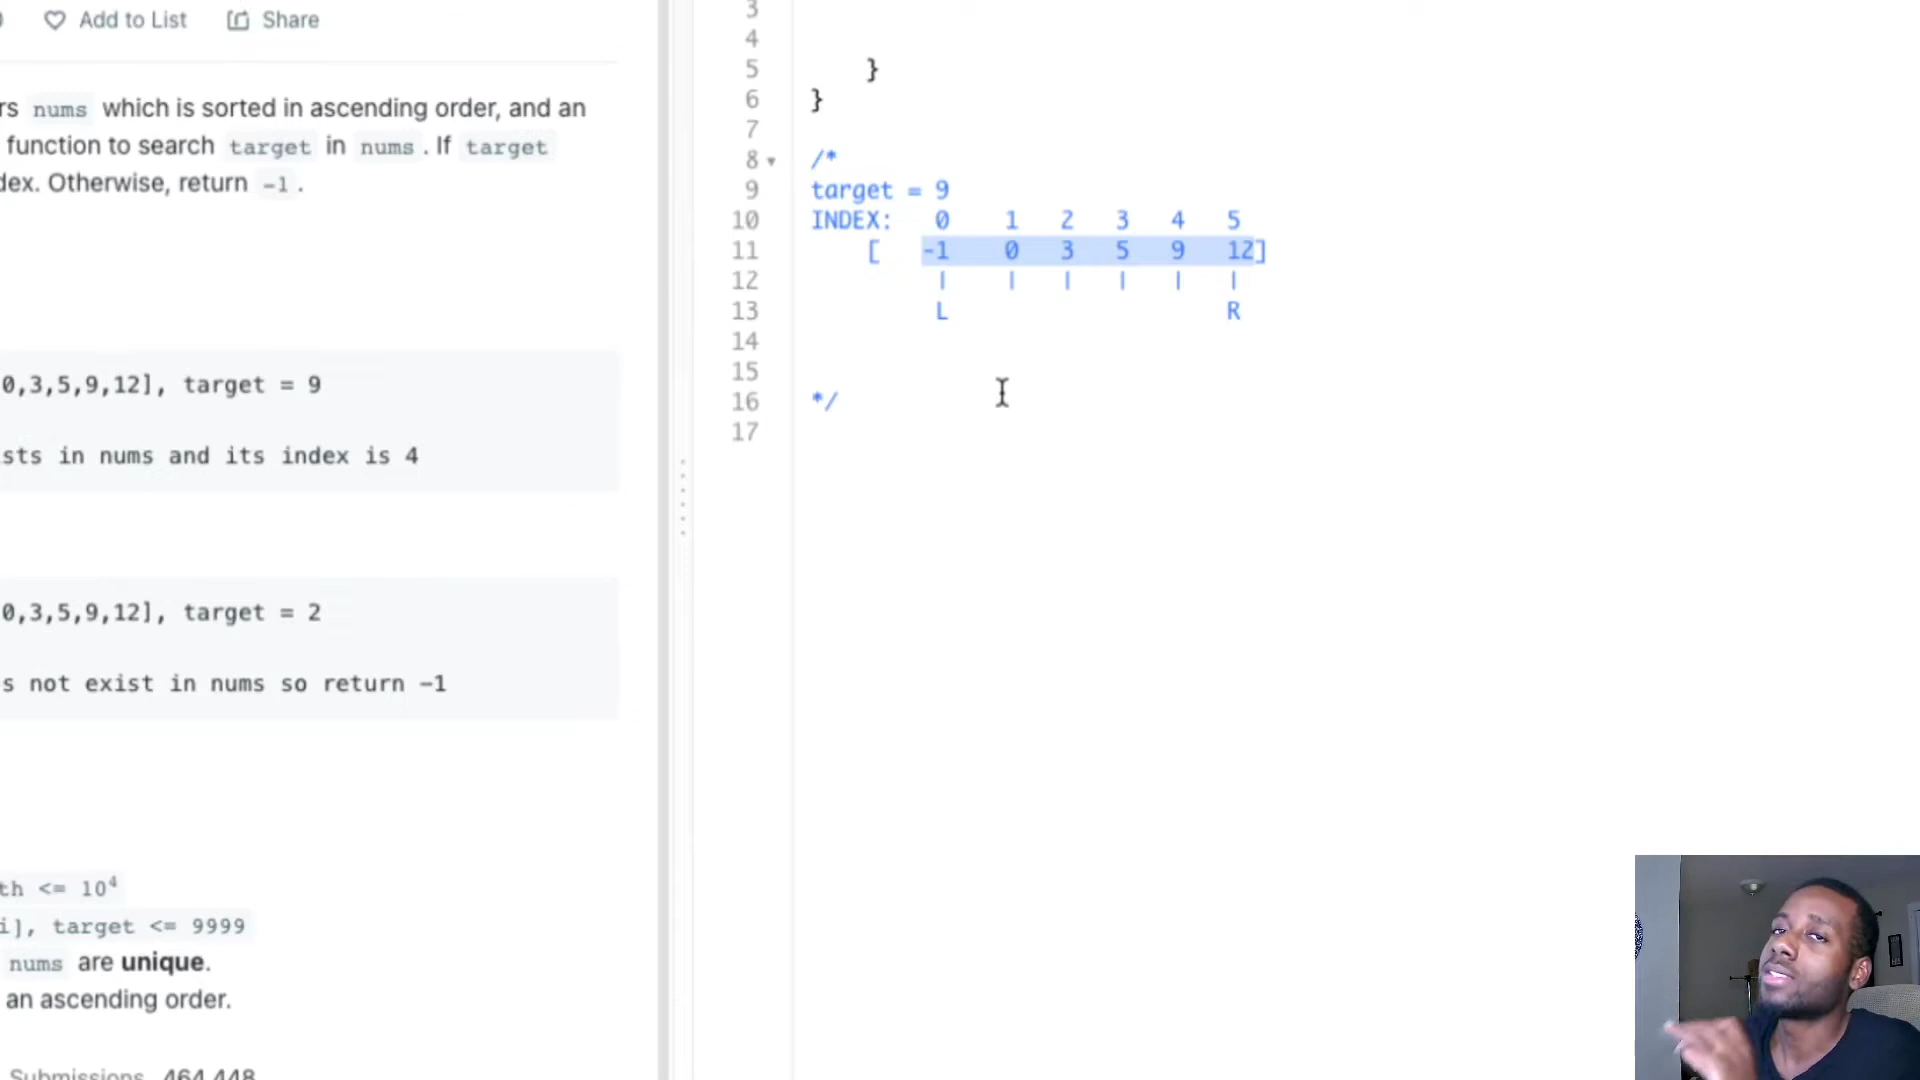 Add to List Share
rs nums which is sorted in ascending order, and an
function to search target in nums . If target
dex. Otherwise, return -1 .
0,3,5,9,12], target = 9
sts in nums and its index is 4
0,3,5,9,12], target = 2
s not exist in nums so return -1
th <= 10⁴
i], target <= 9999
nums are unique.
an ascending order.
Submissions 464,448
3
4
5 }
6 }
7
8 /*
9 target = 9
10 INDEX: 0 1 2 3 4 5
11 [ -1 0 3 5 9 12]
12 | | | | | |
13 L R
14
15
16 */
17